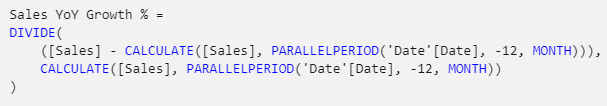 Sales YoY Growth % =
DIVIDE(
    ([Sales] - CALCULATE([Sales], PARALLELPERIOD('Date'[Date], -12, MONTH))),
    CALCULATE([Sales], PARALLELPERIOD('Date'[Date], -12, MONTH))
)